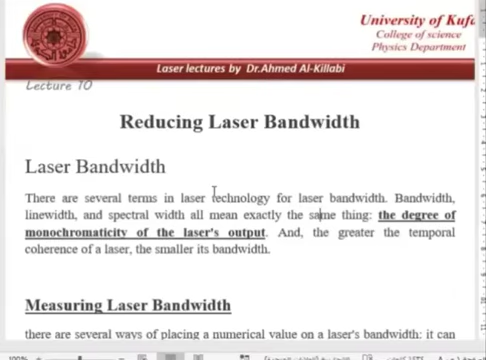 University of Kufa
College of science
Physics Department
Laser lectures by Dr.Ahmed Al-Killabi
Lecture 10
Reducing Laser Bandwidth
Laser Bandwidth
There are several terms in laser technology for laser bandwidth. Bandwidth,
linewidth, and spectral width all mean exactly the same thing: the degree of
monochromaticity of the laser's output. And, the greater the temporal
coherence of a laser, the smaller its bandwidth.
Measuring Laser Bandwidth
there are several ways of placing a numerical value on a laser's bandwidth: it can
100%